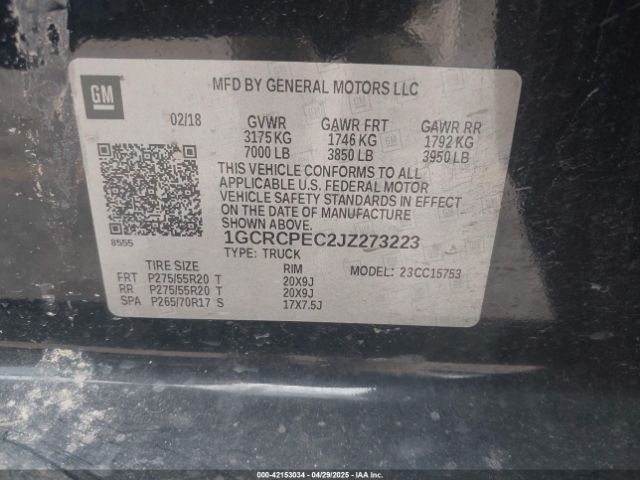 GM
MFD BY GENERAL MOTORS LLC
02/18 GVWR GAWR FRT GAWR RR
3175 KG 1746 KG 1792 KG
7000 LB 3850 LB 3950 LB
THIS VEHICLE CONFORMS TO ALL
APPLICABLE U.S. FEDERAL MOTOR
VEHICLE SAFETY STANDARDS IN EFFECT
ON THE DATE OF MANUFACTURE
SHOWN ABOVE.
8555
1GCRCPEC2JZ273223
TYPE: TRUCK
TIRE SIZE RIM MODEL: 23CC15753
FRT P275/55R20 T 20X9J
RR P275/55R20 T 20X9J
SPA P265/70R17 S 17X7.5J
000-42153034 - 04/29/2025 - IAAI.COM